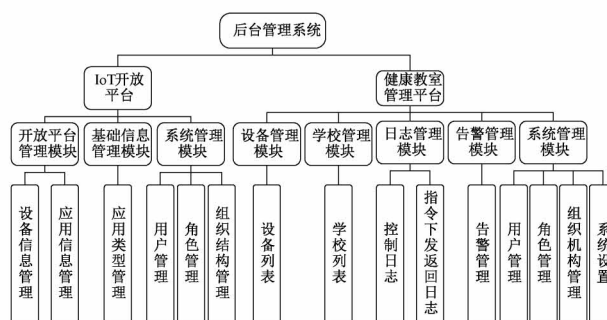 后台管理系统
IoT开放
平台
健康教室
管理平台
开放平台
管理模块
基础信息
管理模块
系统管理
模块
设备管理
模块
学校管理
模块
日志管理
模块
告警管理
模块
系统管理
模块
设备信息管理
应用信息管理
应用类型管理
用户管理
角色管理
组织结构管理
设备列表
学校列表
控制日志
指令下发返回日志
告警管理
用户管理
角色管理
组织机构管理
系统设置